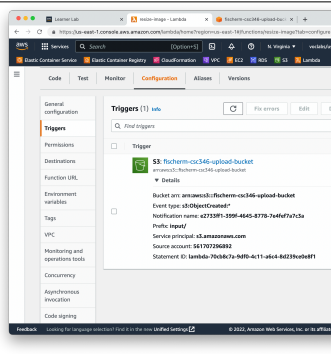 Learner Lab
resize-image - Lambda
fischerm-csc346-upload-buc
https://us-east-1.console.aws.amazon.com/lambda/home?region=us-east-1#/functions/resize-image?tab=configure
aws
Services
Search
[Option+S]
N. Virginia
voclabs/u
Elastic Container Service
Elastic Container Registry
CloudFormation
VPC
EC2
RDS
S3
Lambda
Code
Test
Monitor
Configuration
Aliases
Versions
General configuration
Triggers
Permissions
Destinations
Function URL
Environment variables
Tags
VPC
Monitoring and operations tools
Concurrency
Asynchronous invocation
Code signing
Triggers (1)
Info
Fix errors
Edit
Find triggers
Trigger
S3: fischerm-csc346-upload-bucket
arn:aws:s3:::fischerm-csc346-upload-bucket
Details
Bucket arn: arn:aws:s3:::fischerm-csc346-upload-bucket
Event type: s3:ObjectCreated:*
Notification name: e2733ff1-399f-4645-8778-7e4fef7a7c3a
Prefix: input/
Service principal: s3.amazonaws.com
Source account: 561707296892
Statement ID: lambda-70cb8c7a-9df0-4c11-a6c4-8d239ce0e8f1
Feedback
Looking for language selection? Find it in the new Unified Settings
© 2022, Amazon Web Services, Inc. or its affiliate